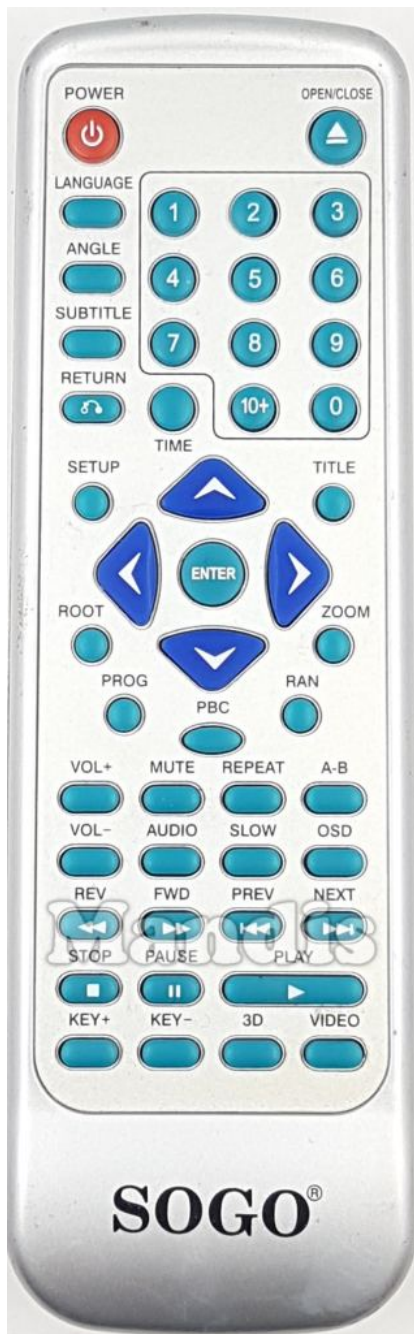 POWER OPEN/CLOSE
LANGUAGE
1 2 3
ANGLE
4 5 6
SUBTITLE
7 8 9
RETURN
10+ 0
TIME
SETUP TITLE
ENTER
ROOT ZOOM
PROG RAN
PBC
VOL+ MUTE REPEAT A-B
VOL- AUDIO SLOW OSD
REV FWD PREV NEXT
Mandis
STOP PAUSE PLAY
KEY+ KEY- 3D VIDEO
SOGO®